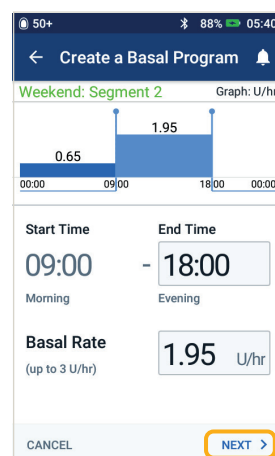 50+ 88% 05:40
Create a Basal Program
Weekend: Segment 2 Graph: U/hr
1.95
0.65
00:00 09:00 18:00 00:00
Start Time End Time
09:00 - 18:00
Morning Evening
Basal Rate
(up to 3 U/hr)
1.95 U/hr
CANCEL NEXT